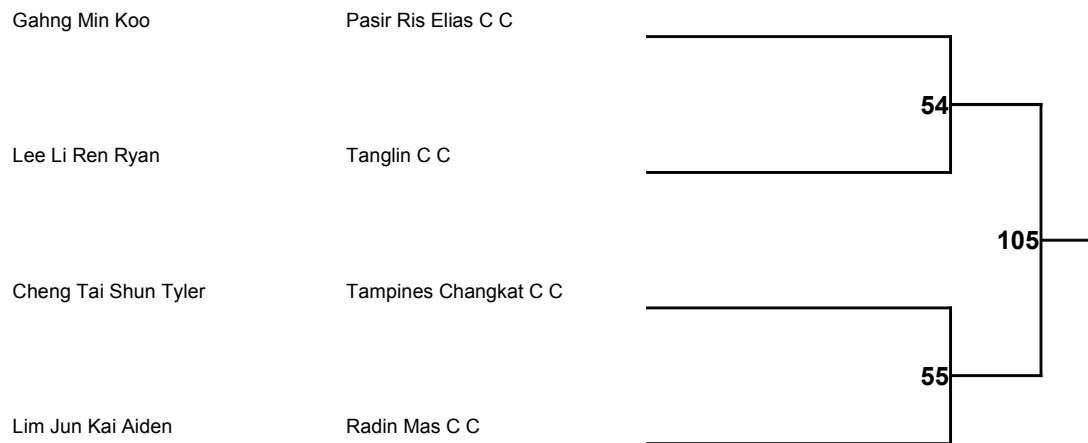 Gahng Min Koo Pasir Ris Elias C C
54
Lee Li Ren Ryan Tanglin C C
105
Cheng Tai Shun Tyler Tampines Changkat C C
55
Lim Jun Kai Aiden Radin Mas C C